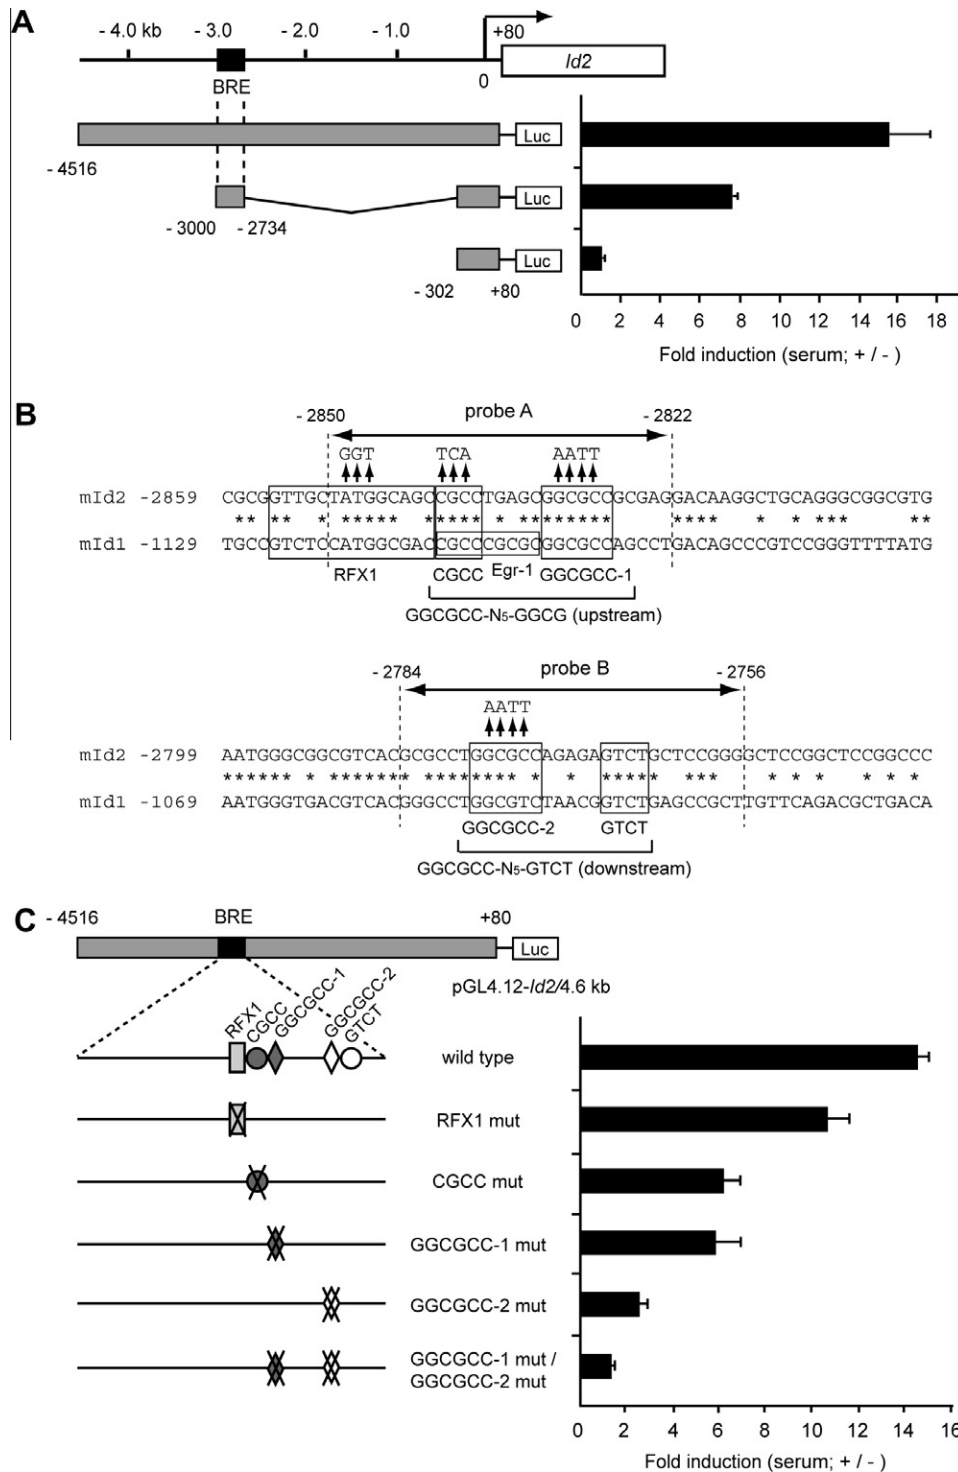 A
- 4.0 kb - 3.0 - 2.0 - 1.0 +80
Id2
0
BRE
Luc
- 4516
Luc
- 3000 - 2734
Luc
- 302 +80
0 2 4 6 8 10 12 14 16 18
Fold induction (serum; + / - )
B
- 2850 probe A - 2822
GGT TCA AATT
mId2 -2859 CGCGGTTGCTATGGCAGCCGCCTGAGCGGCGCCGCGAGGACAAGGCTGCAGGGCGGCGTG
mId1 -1129 TGCCGTCTCCATGGCGACCGCCCGCGCGGCGCCAGCCTGACAGCCCGTCCGGGTTTTATG
RFX1 CGCC Egr-1 GGCGCC-1
GGCGCC-N5-GGCG (upstream)
- 2784 probe B - 2756
AATT
mId2 -2799 AATGGGCGGCGTCACGCGCCTGGCGCCAGAGAGTCTGCTCCGGGGCTCCGGCTCCGGCCC
mId1 -1069 AATGGGTGACGTCACGGGCCTGGCGTCTAACGGTCTGAGCCGCTTGTTCAGACGCTGACA
GGCGCC-2 GTCT
GGCGCC-N5-GTCT (downstream)
C
- 4516 BRE +80
Luc
pGL4.12-Id2/4.6 kb
RFX1 CGCC GGCGCC-1 GGCGCC-2 GTCT
wild type
RFX1 mut
CGCC mut
GGCGCC-1 mut
GGCGCC-2 mut
GGCGCC-1 mut /
GGCGCC-2 mut
0 2 4 6 8 10 12 14 16
Fold induction (serum; + / - )